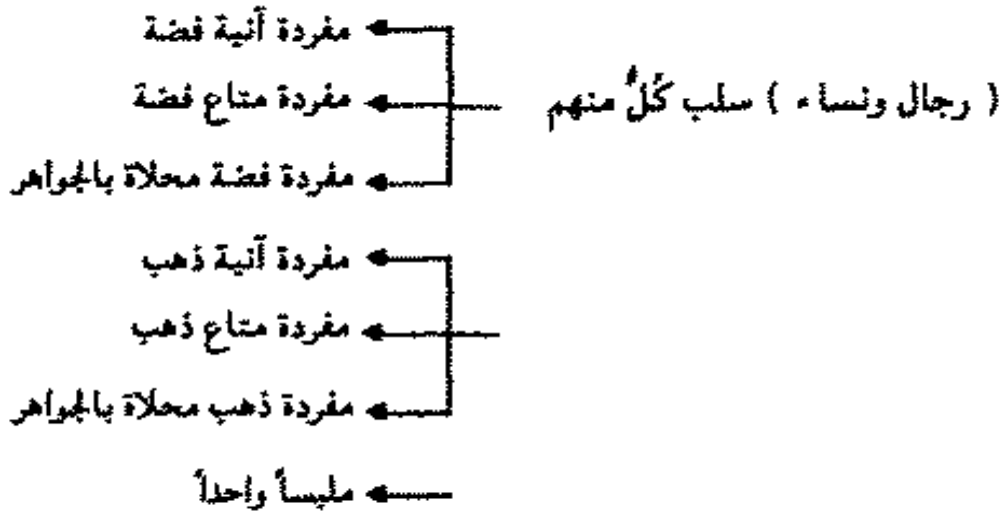 مفردة آنية فضة
( رجال ونساء ) سلب كُلٌ منهم
مفردة متاع فضة
مفردة فضة محلاة بالجواهر
مفردة آنية ذهب
مفردة متاع ذهب
مفردة ذهب محلاة بالجواهر
ملبساً واحداً